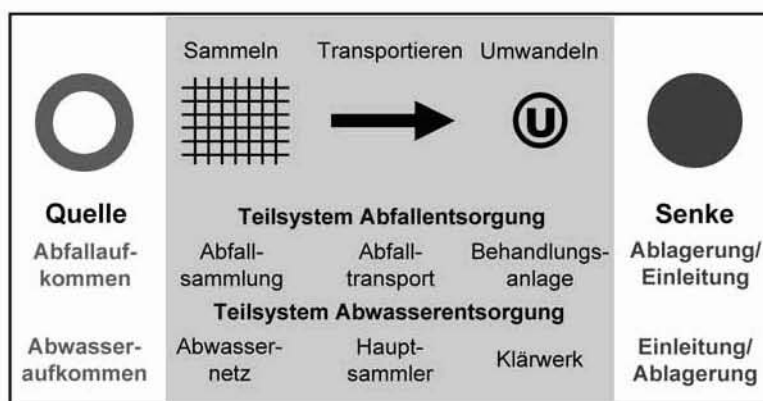 Sammeln Transportieren Umwandeln
U
Quelle Teilsystem Abfallentsorgung Senke
Abfallauf- Abfall- Abfall- Behandlungs- Ablagerung/
kommen sammlung transport anlage Einleitung
Teilsystem Abwasserentsorgung
Abwasser- Abwasser- Haupt- Klärwerk Einleitung/
aufkommen netz sammler Ablagerung